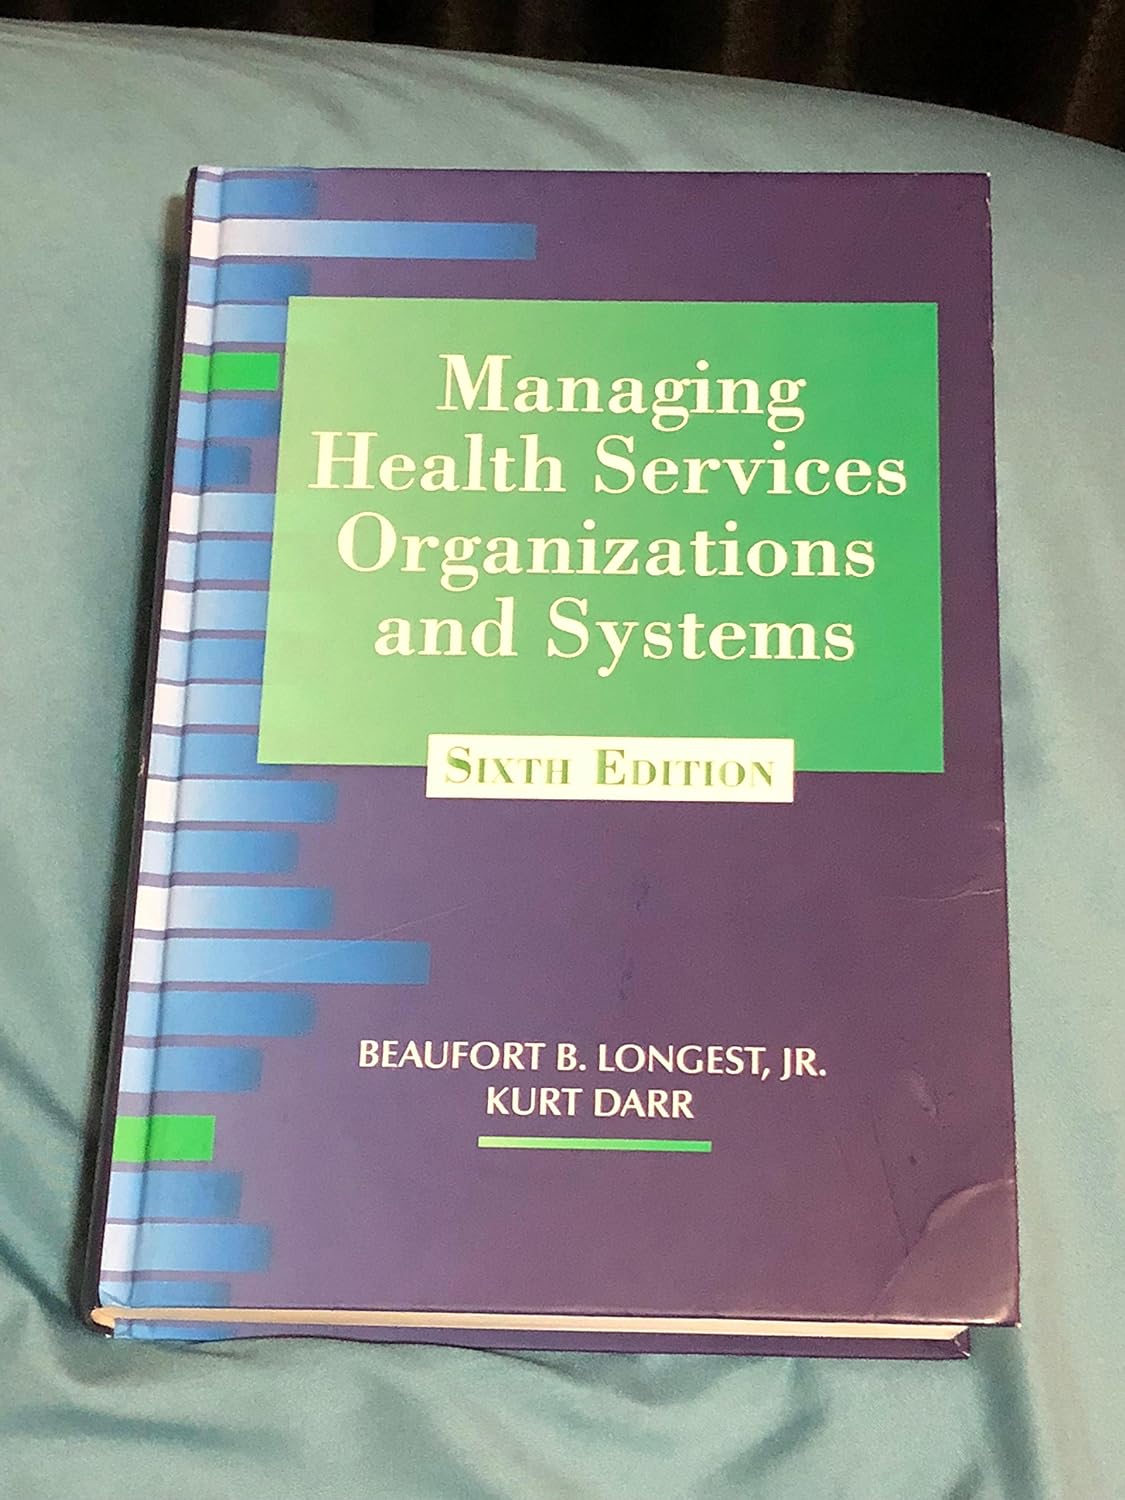 Managing
Health Services
Organizations
and Systems
SIXTH EDITION
BEAUFORT B. LONGEST, JR.
KURT DARR